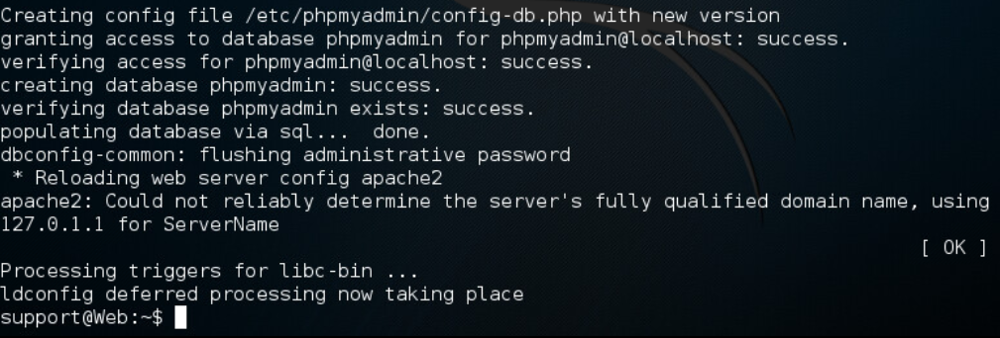 Creating config file /etc/phpmyadmin/config-db.php with new version
granting access to database phpmyadmin for phpmyadmin@localhost: success.
verifying access for phpmyadmin@localhost: success.
creating database phpmyadmin: success.
verifying database phpmyadmin exists: success.
populating database via sql...  done.
dbconfig-common: flushing administrative password
 * Reloading web server config apache2
apache2: Could not reliably determine the server's fully qualified domain name, using
127.0.1.1 for ServerName
[ OK ]
Processing triggers for libc-bin ...
ldconfig deferred processing now taking place
support@Web:~$